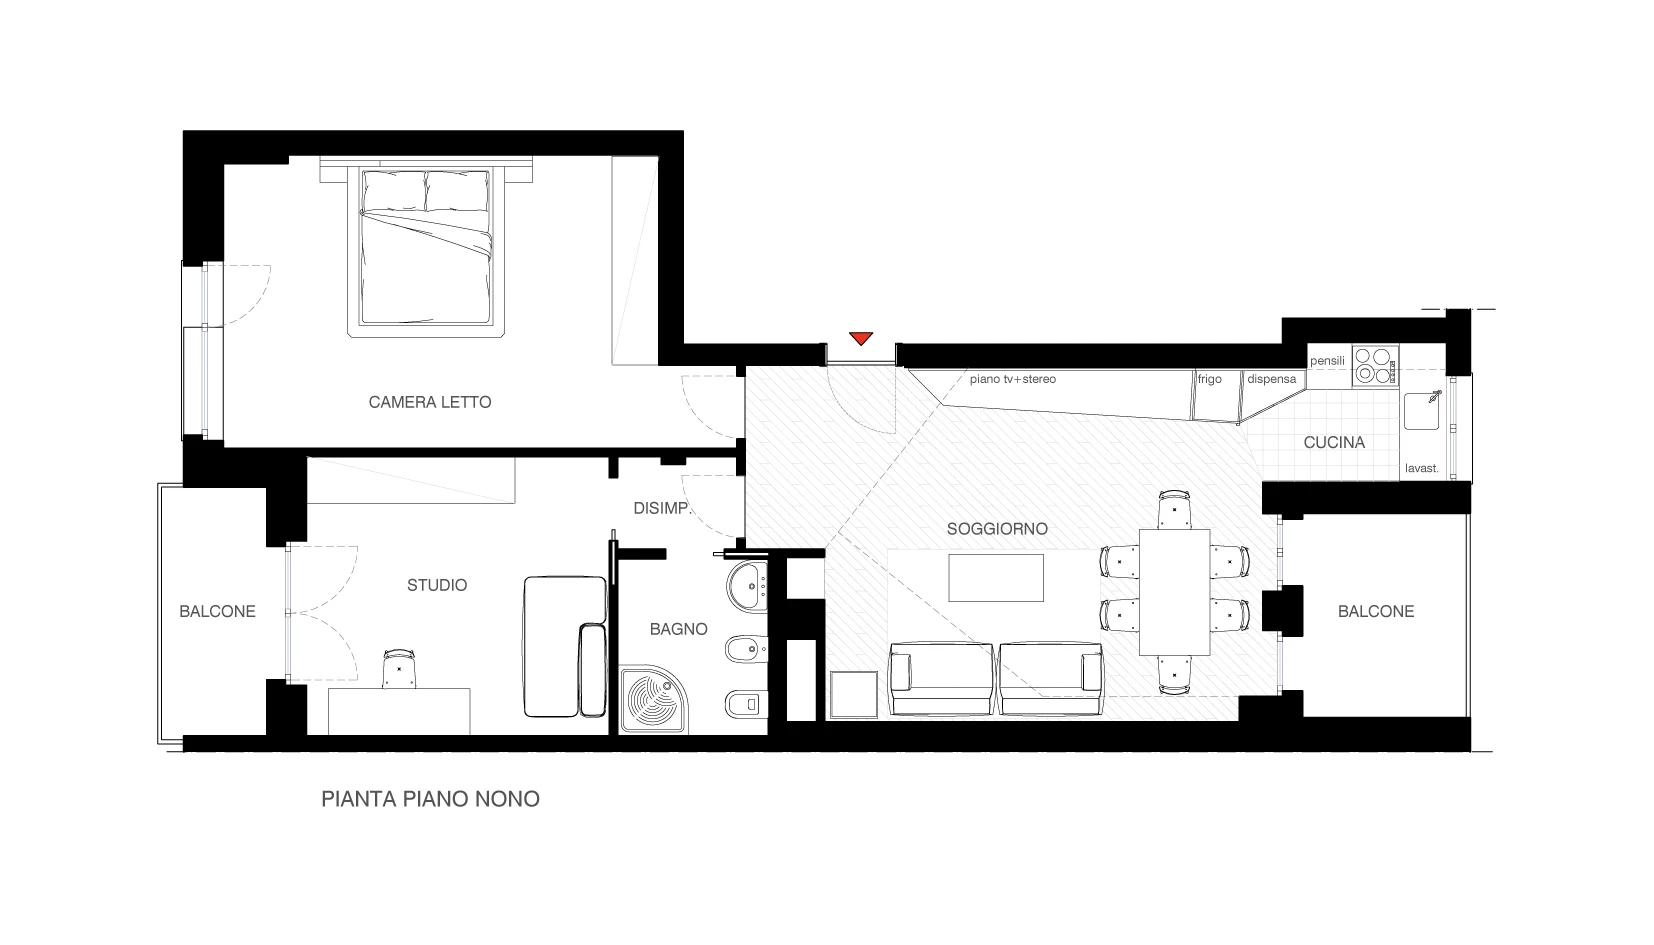 pensili
piano tv+stereo
frigo
dispensa
CAMERA LETTO
CUCINA
lavast.
DISIMP.
SOGGIORNO
STUDIO
BALCONE
BAGNO
BALCONE
PIANTA PIANO NONO